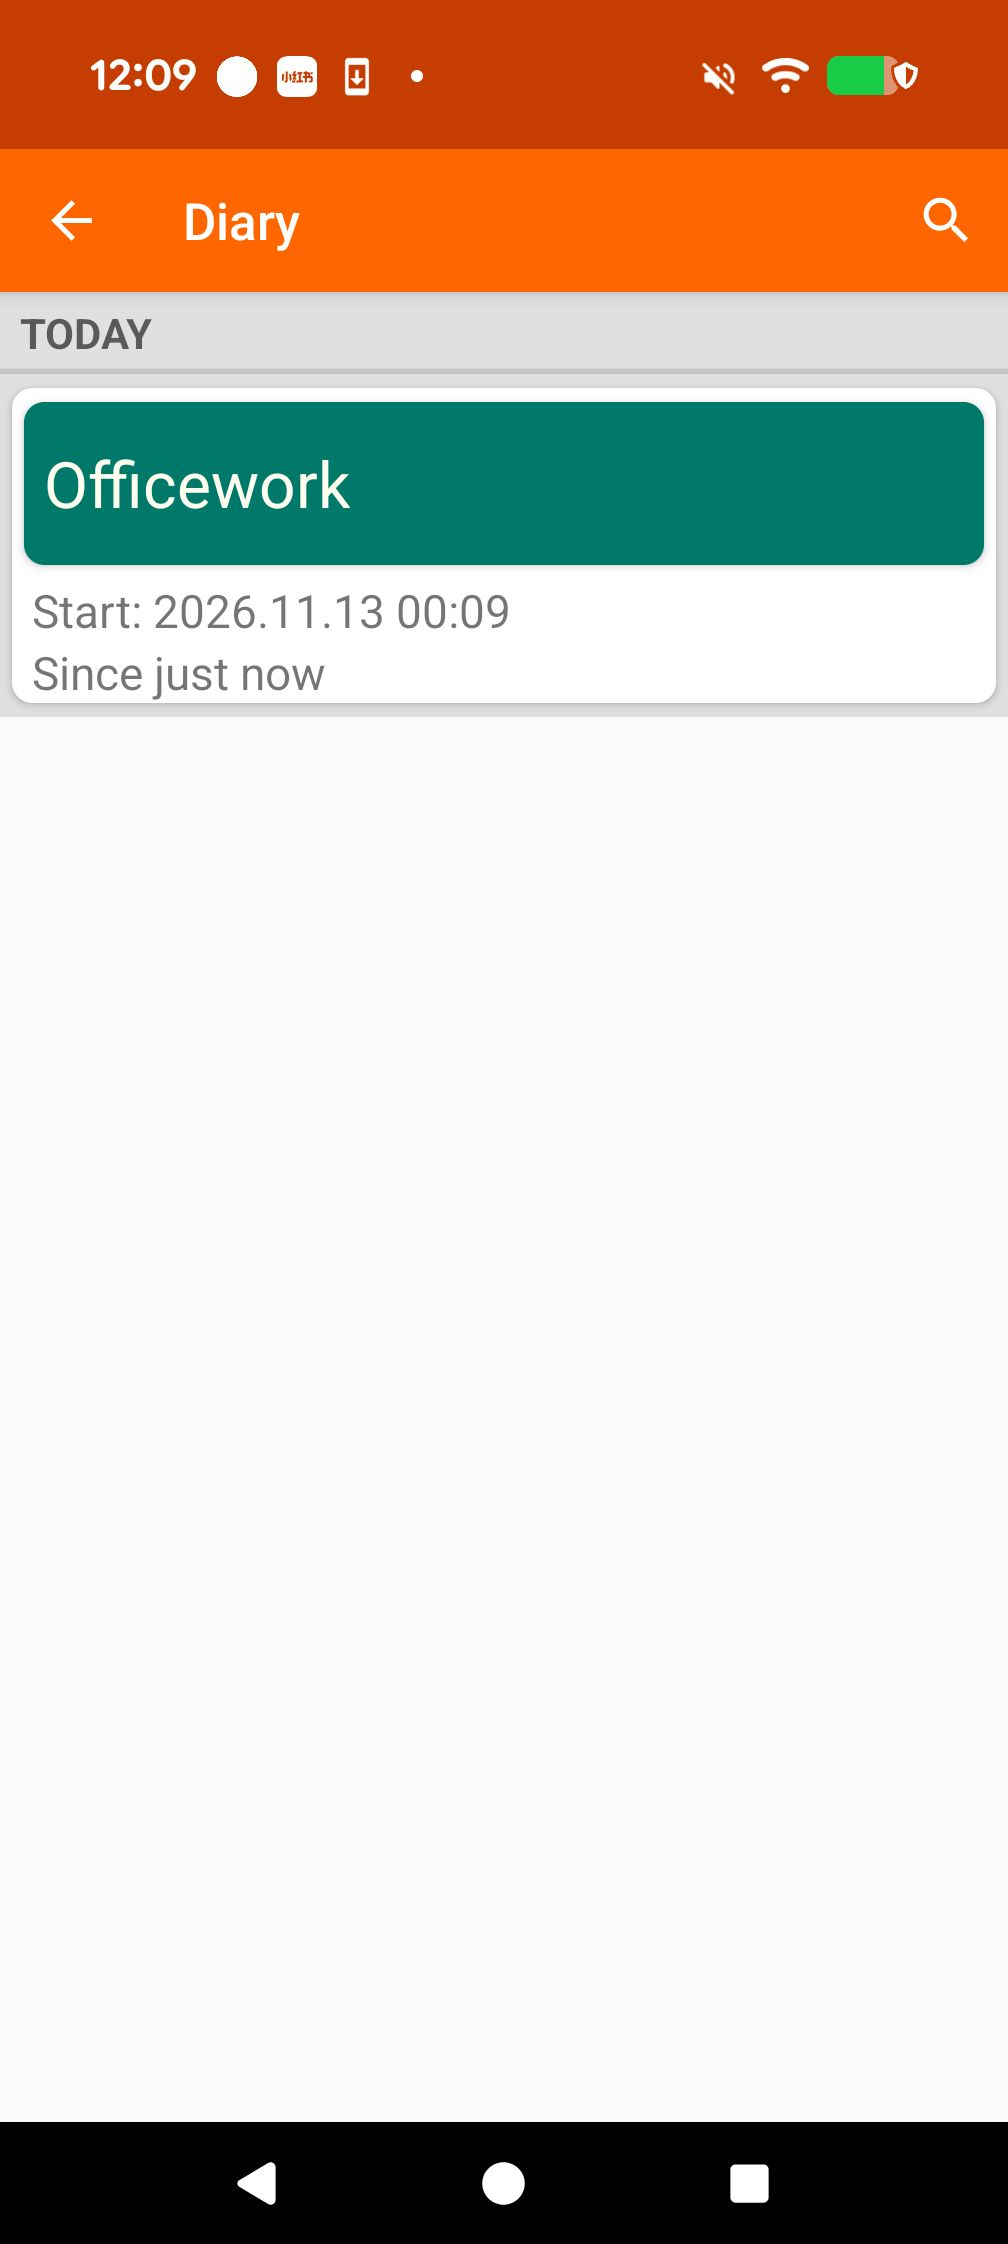 12:09 小红书
Diary
TODAY
Officework
Start: 2026.11.13 00:09
Since just now